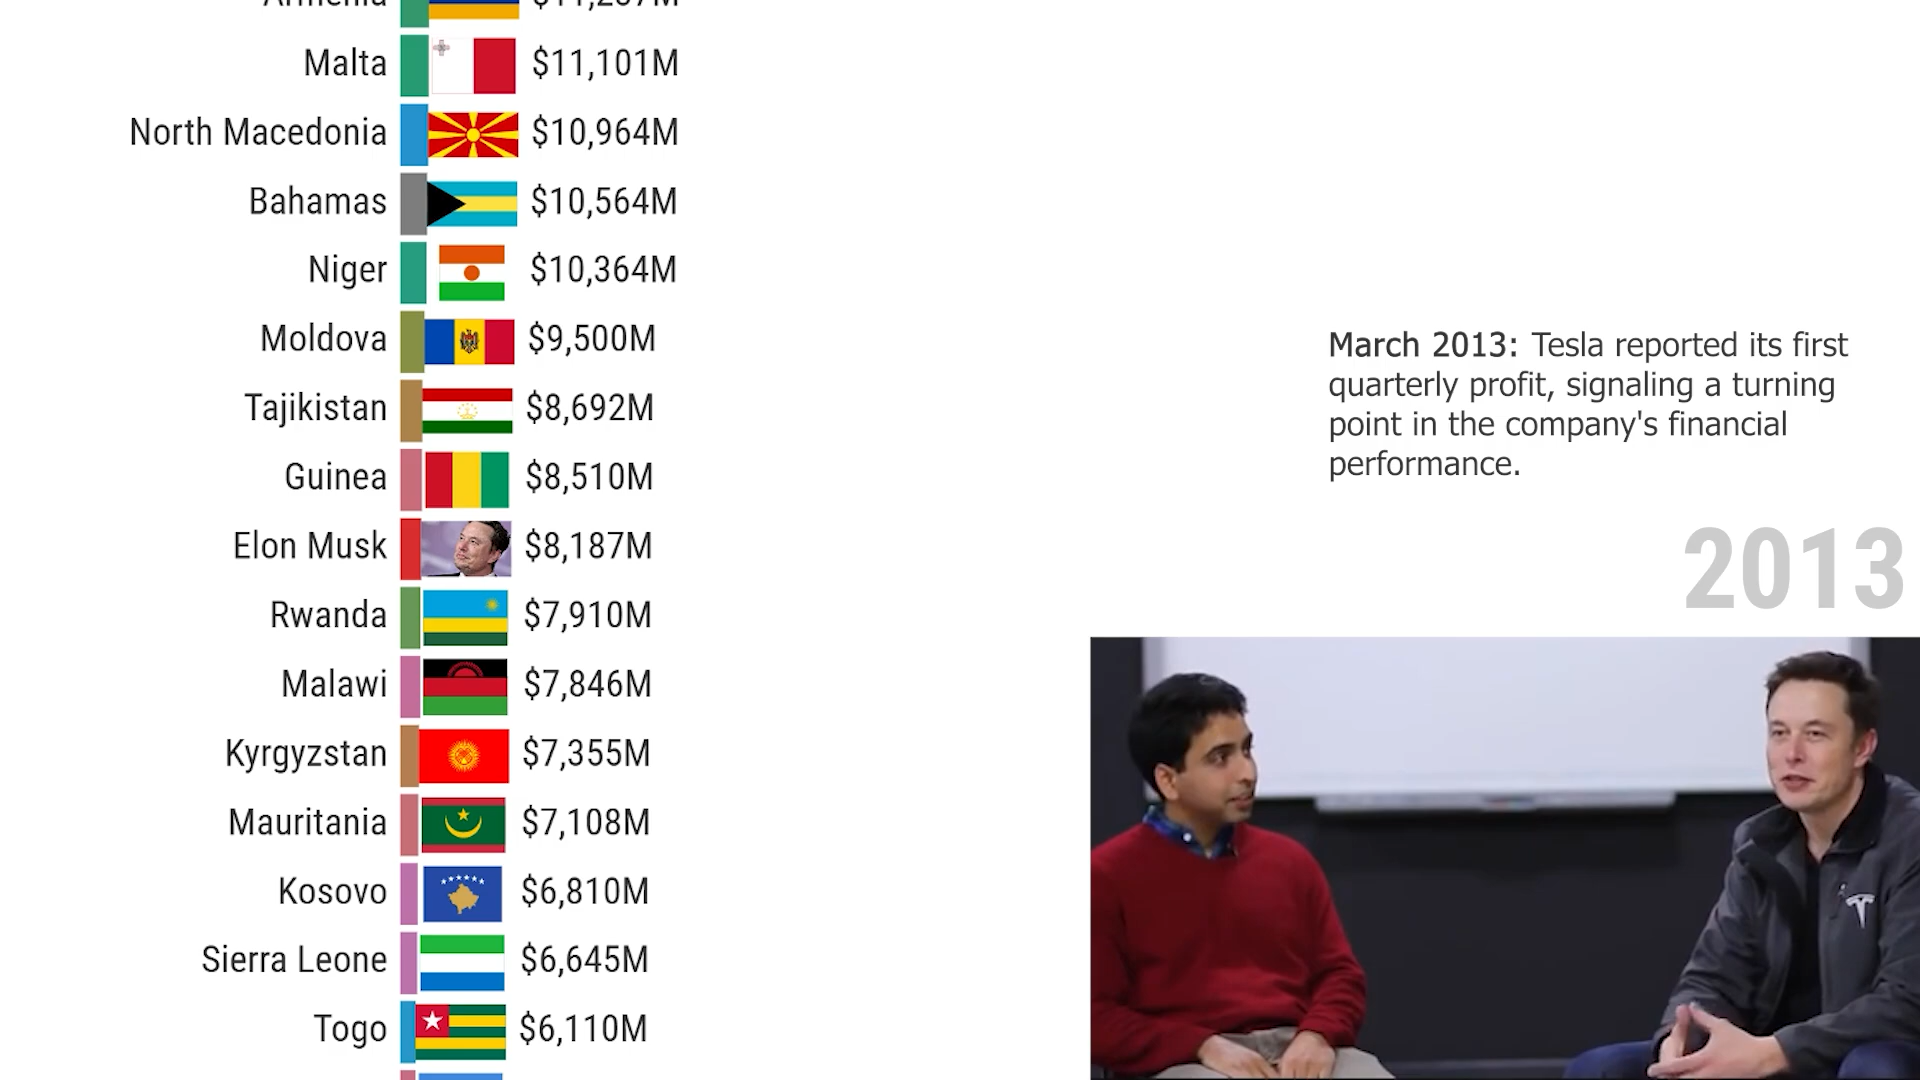 Armenia
Malta $11,101M
North Macedonia $10,964M
Bahamas $10,564M
Niger $10,364M
Moldova $9,500M
Tajikistan $8,692M
Guinea $8,510M
Elon Musk $8,187M
Rwanda $7,910M
Malawi $7,846M
Kyrgyzstan $7,355M
Mauritania $7,108M
Kosovo $6,810M
Sierra Leone $6,645M
Togo $6,110M
March 2013: Tesla reported its first
quarterly profit, signaling a turning
point in the company's financial
performance.
2013